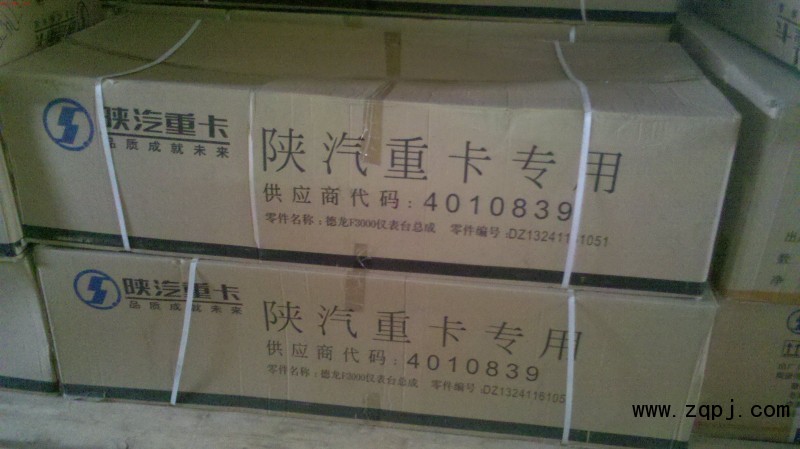 陕汽重卡
品质成就未来
陕汽重卡专用
供应商代码：4010839
零件名称：德龙F3000仪表台总成 零件编号：DZ13241161051
陕汽重卡
品质成就未来
陕汽重卡专用
供应商代码：4010839
零件名称：德龙F3000仪表台总成 零件编号：DZ1324116105
www.zqpj.com